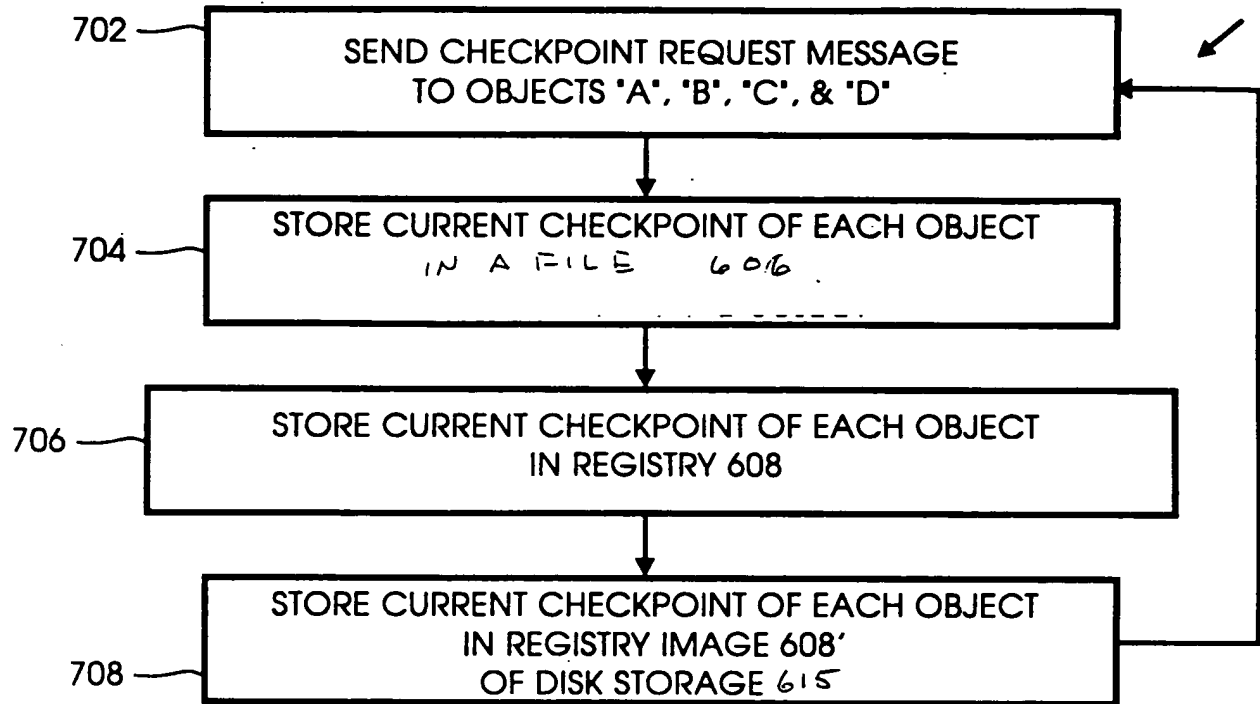 702
SEND CHECKPOINT REQUEST MESSAGE
TO OBJECTS "A", "B", "C", & "D"
704
STORE CURRENT CHECKPOINT OF EACH OBJECT
IN A FILE 606
706
STORE CURRENT CHECKPOINT OF EACH OBJECT
IN REGISTRY 608
STORE CURRENT CHECKPOINT OF EACH OBJECT
IN REGISTRY IMAGE 608'
708
OF DISK STORAGE 615